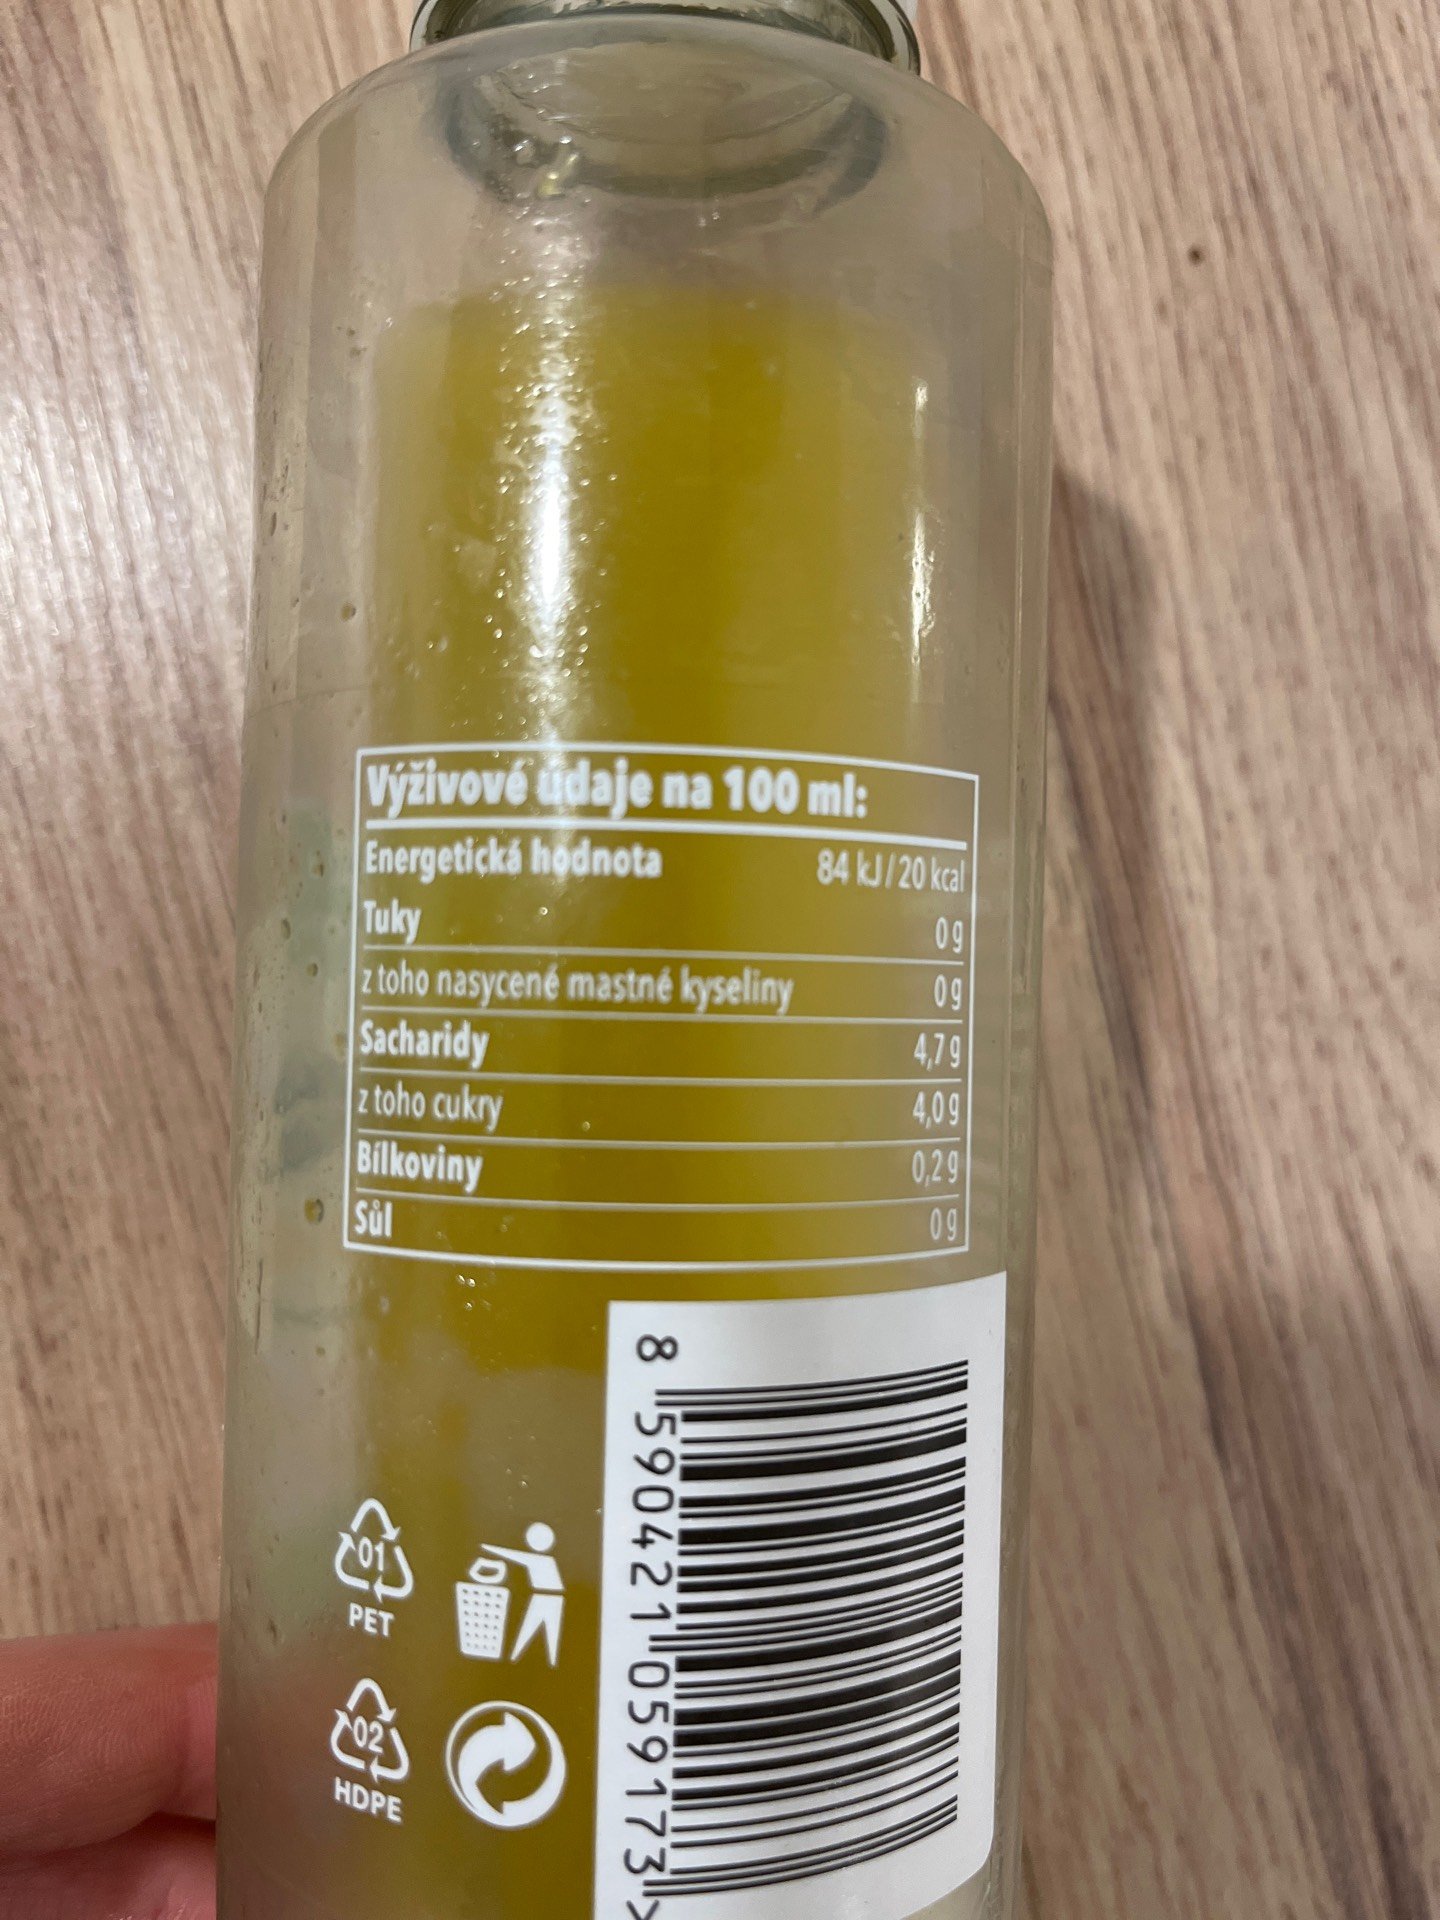 Výživové údaje na 100 ml:
Energetická hodnota 84 kJ/20 kcal
Tuky 0 g
z toho nasycené mastné kyseliny 0 g
Sacharidy 4,7 g
z toho cukry 4,0 g
Bílkoviny 0,2 g
Sůl 0 g
8 590421 059173 >
01
PET
02
HDPE